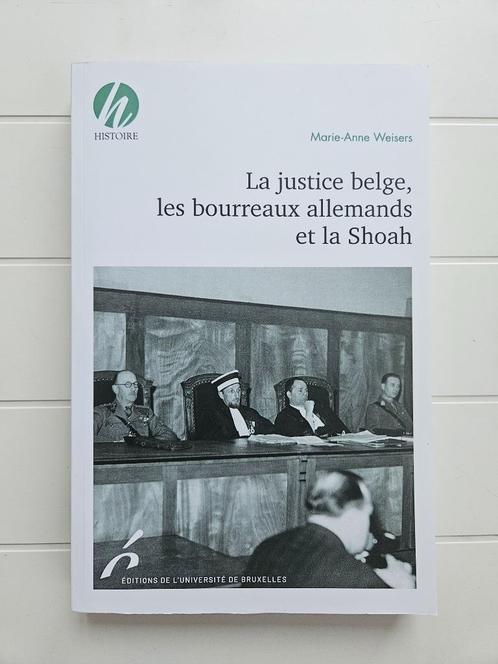 h
HISTOIRE
Marie-Anne Weisers
La justice belge,
les bourreaux allemands
et la Shoah
ÉDITIONS DE L'UNIVERSITÉ DE BRUXELLES